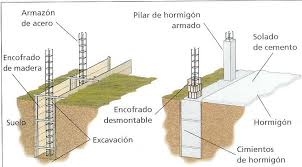 Armazón
de acero
Pilar de hormigón
armado
Solado
de cemento
Encofrado
de madera
Encofrado
desmontable
Suelo
Excavación
Hormigón
Cimientos
de hormigón